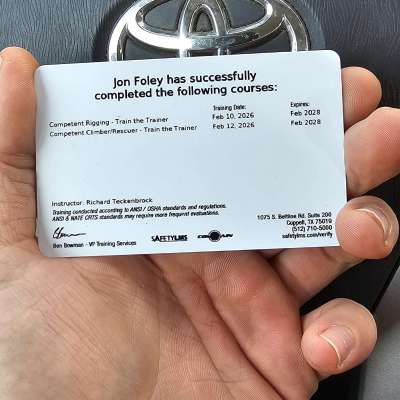 Jon Foley has successfully
completed the following courses:
Training Date: Expires:
Competent Rigging - Train the Trainer Feb 10, 2026 Feb 2028
Competent Climber/Rescuer - Train the Trainer Feb 12, 2026 Feb 2028
Instructor: Richard Teckenbrock
Training conducted according to ANSI / OSHA standards and regulations.
ANSI & NATE CRTS standards may require more frequent evaluations.
Ben Bowman - VP Training Services
SAFETYLMS
1075 S. Beltline Rd. Suite 200
Coppell, TX 75019
(512) 710-5000
safetylms.com/verify